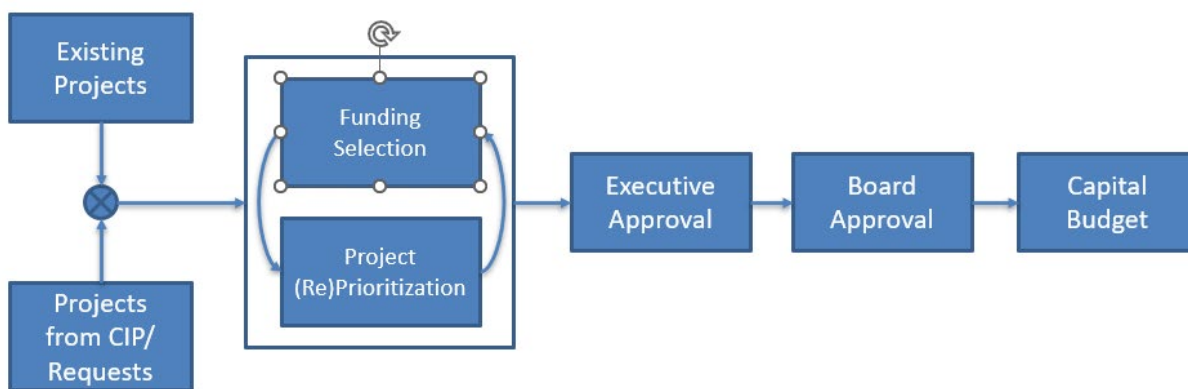 Existing
Projects
Projects
from CIP/
Requests
Funding
Selection
Project
(Re)Prioritization
Executive
Approval
Board
Approval
Capital
Budget